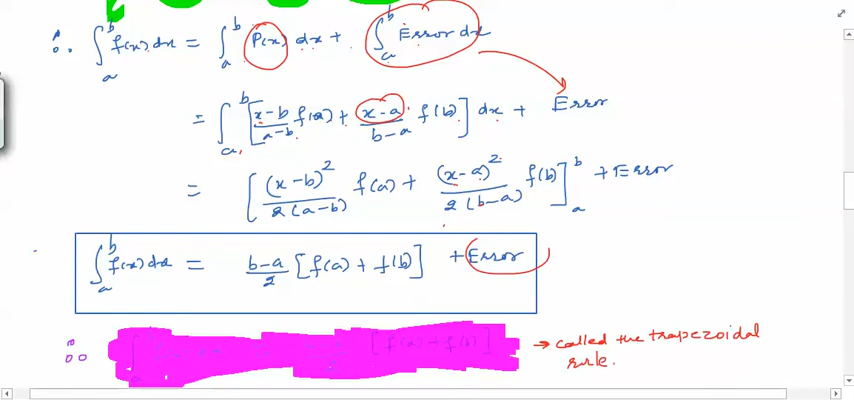 ∴ ∫_a^b f(x) dx = ∫_a^b P(x) dx + ∫_a^b Error dx
= ∫_a^b [ (x-b)/(a-b) f(a) + (x-a)/(b-a) f(b) ] dx + Error
= [ (x-b)²/2(a-b) f(a) + (x-a)²/2(b-a) f(b) ]_a^b + Error
∫_a^b f(x) dx = (b-a)/2 [f(a) + f(b)] + Error
[f(a) + f(b)] → called the trapezoidal
rule.